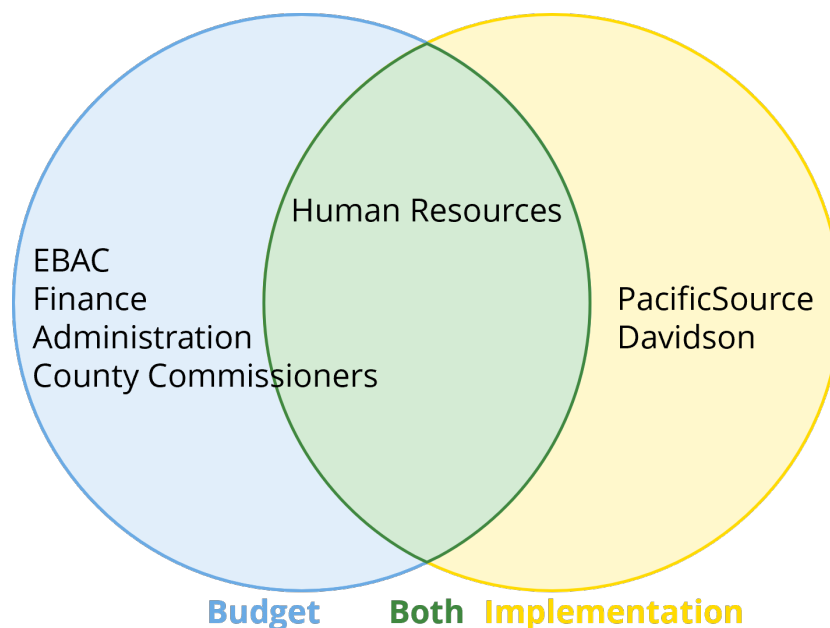 Human Resources
EBAC
Finance
Administration
County Commissioners
PacificSource
Davidson
Budget
Both
Implementation